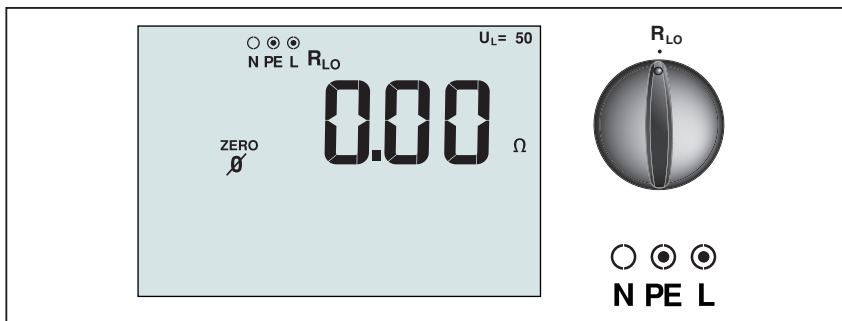 U_L= 50
N PE L R_LO
0.00 Ω
ZERO
Ø
R_LO
N PE L